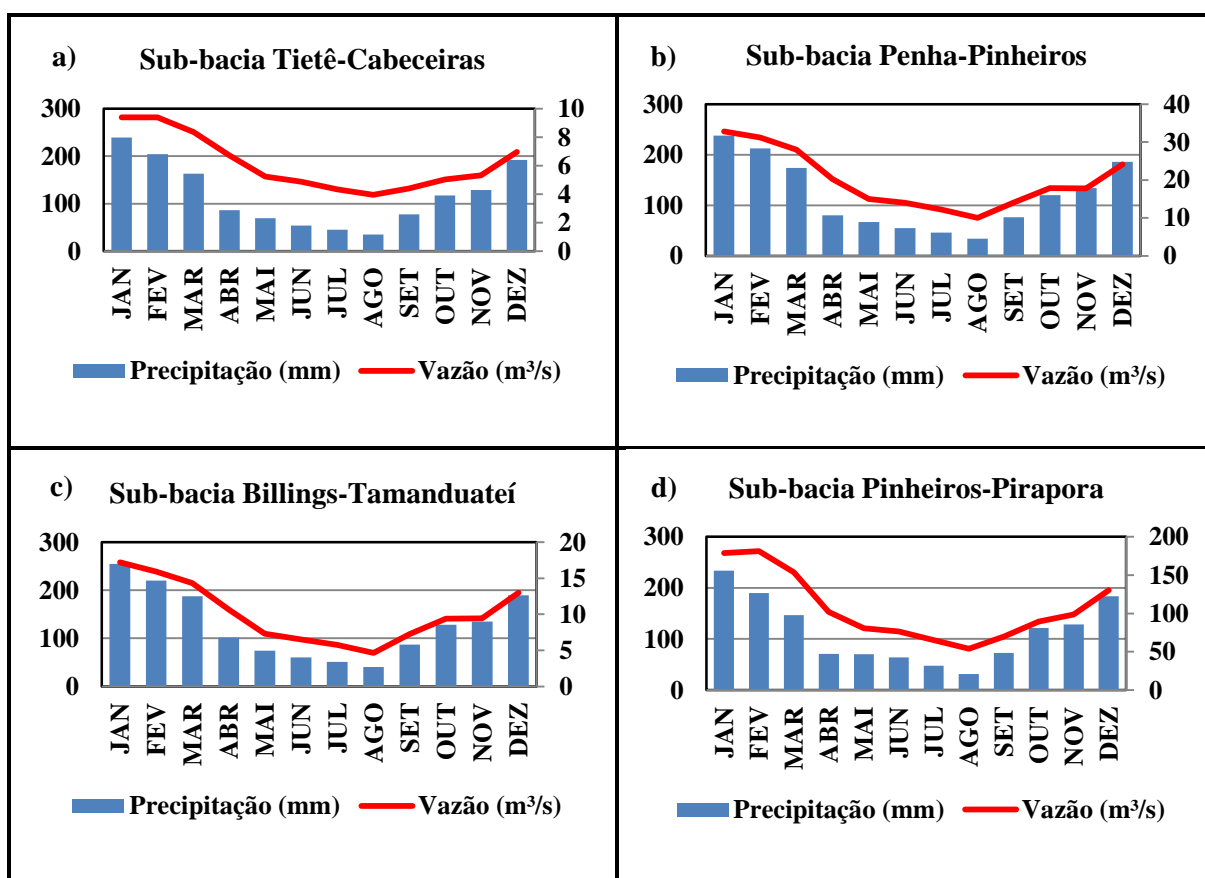 a) Sub-bacia Tietê-Cabeceiras
300 200 100 0
10 8 6 4 2 0
JAN FEV MAR ABR MAI JUN JUL AGO SET OUT NOV DEZ
Precipitação (mm) Vazão (m³/s)
b) Sub-bacia Penha-Pinheiros
300 200 100 0
40 30 20 10 0
JAN FEV MAR ABR MAI JUN JUL AGO SET OUT NOV DEZ
Precipitação (mm) Vazão (m³/s)
c) Sub-bacia Billings-Tamanduateí
300 200 100 0
20 15 10 5 0
JAN FEV MAR ABR MAI JUN JUL AGO SET OUT NOV DEZ
Precipitação (mm) Vazão (m³/s)
d) Sub-bacia Pinheiros-Pirapora
300 200 100 0
200 150 100 50 0
JAN FEV MAR ABR MAI JUN JUL AGO SET OUT NOV DEZ
Precipitação (mm) Vazão (m³/s)